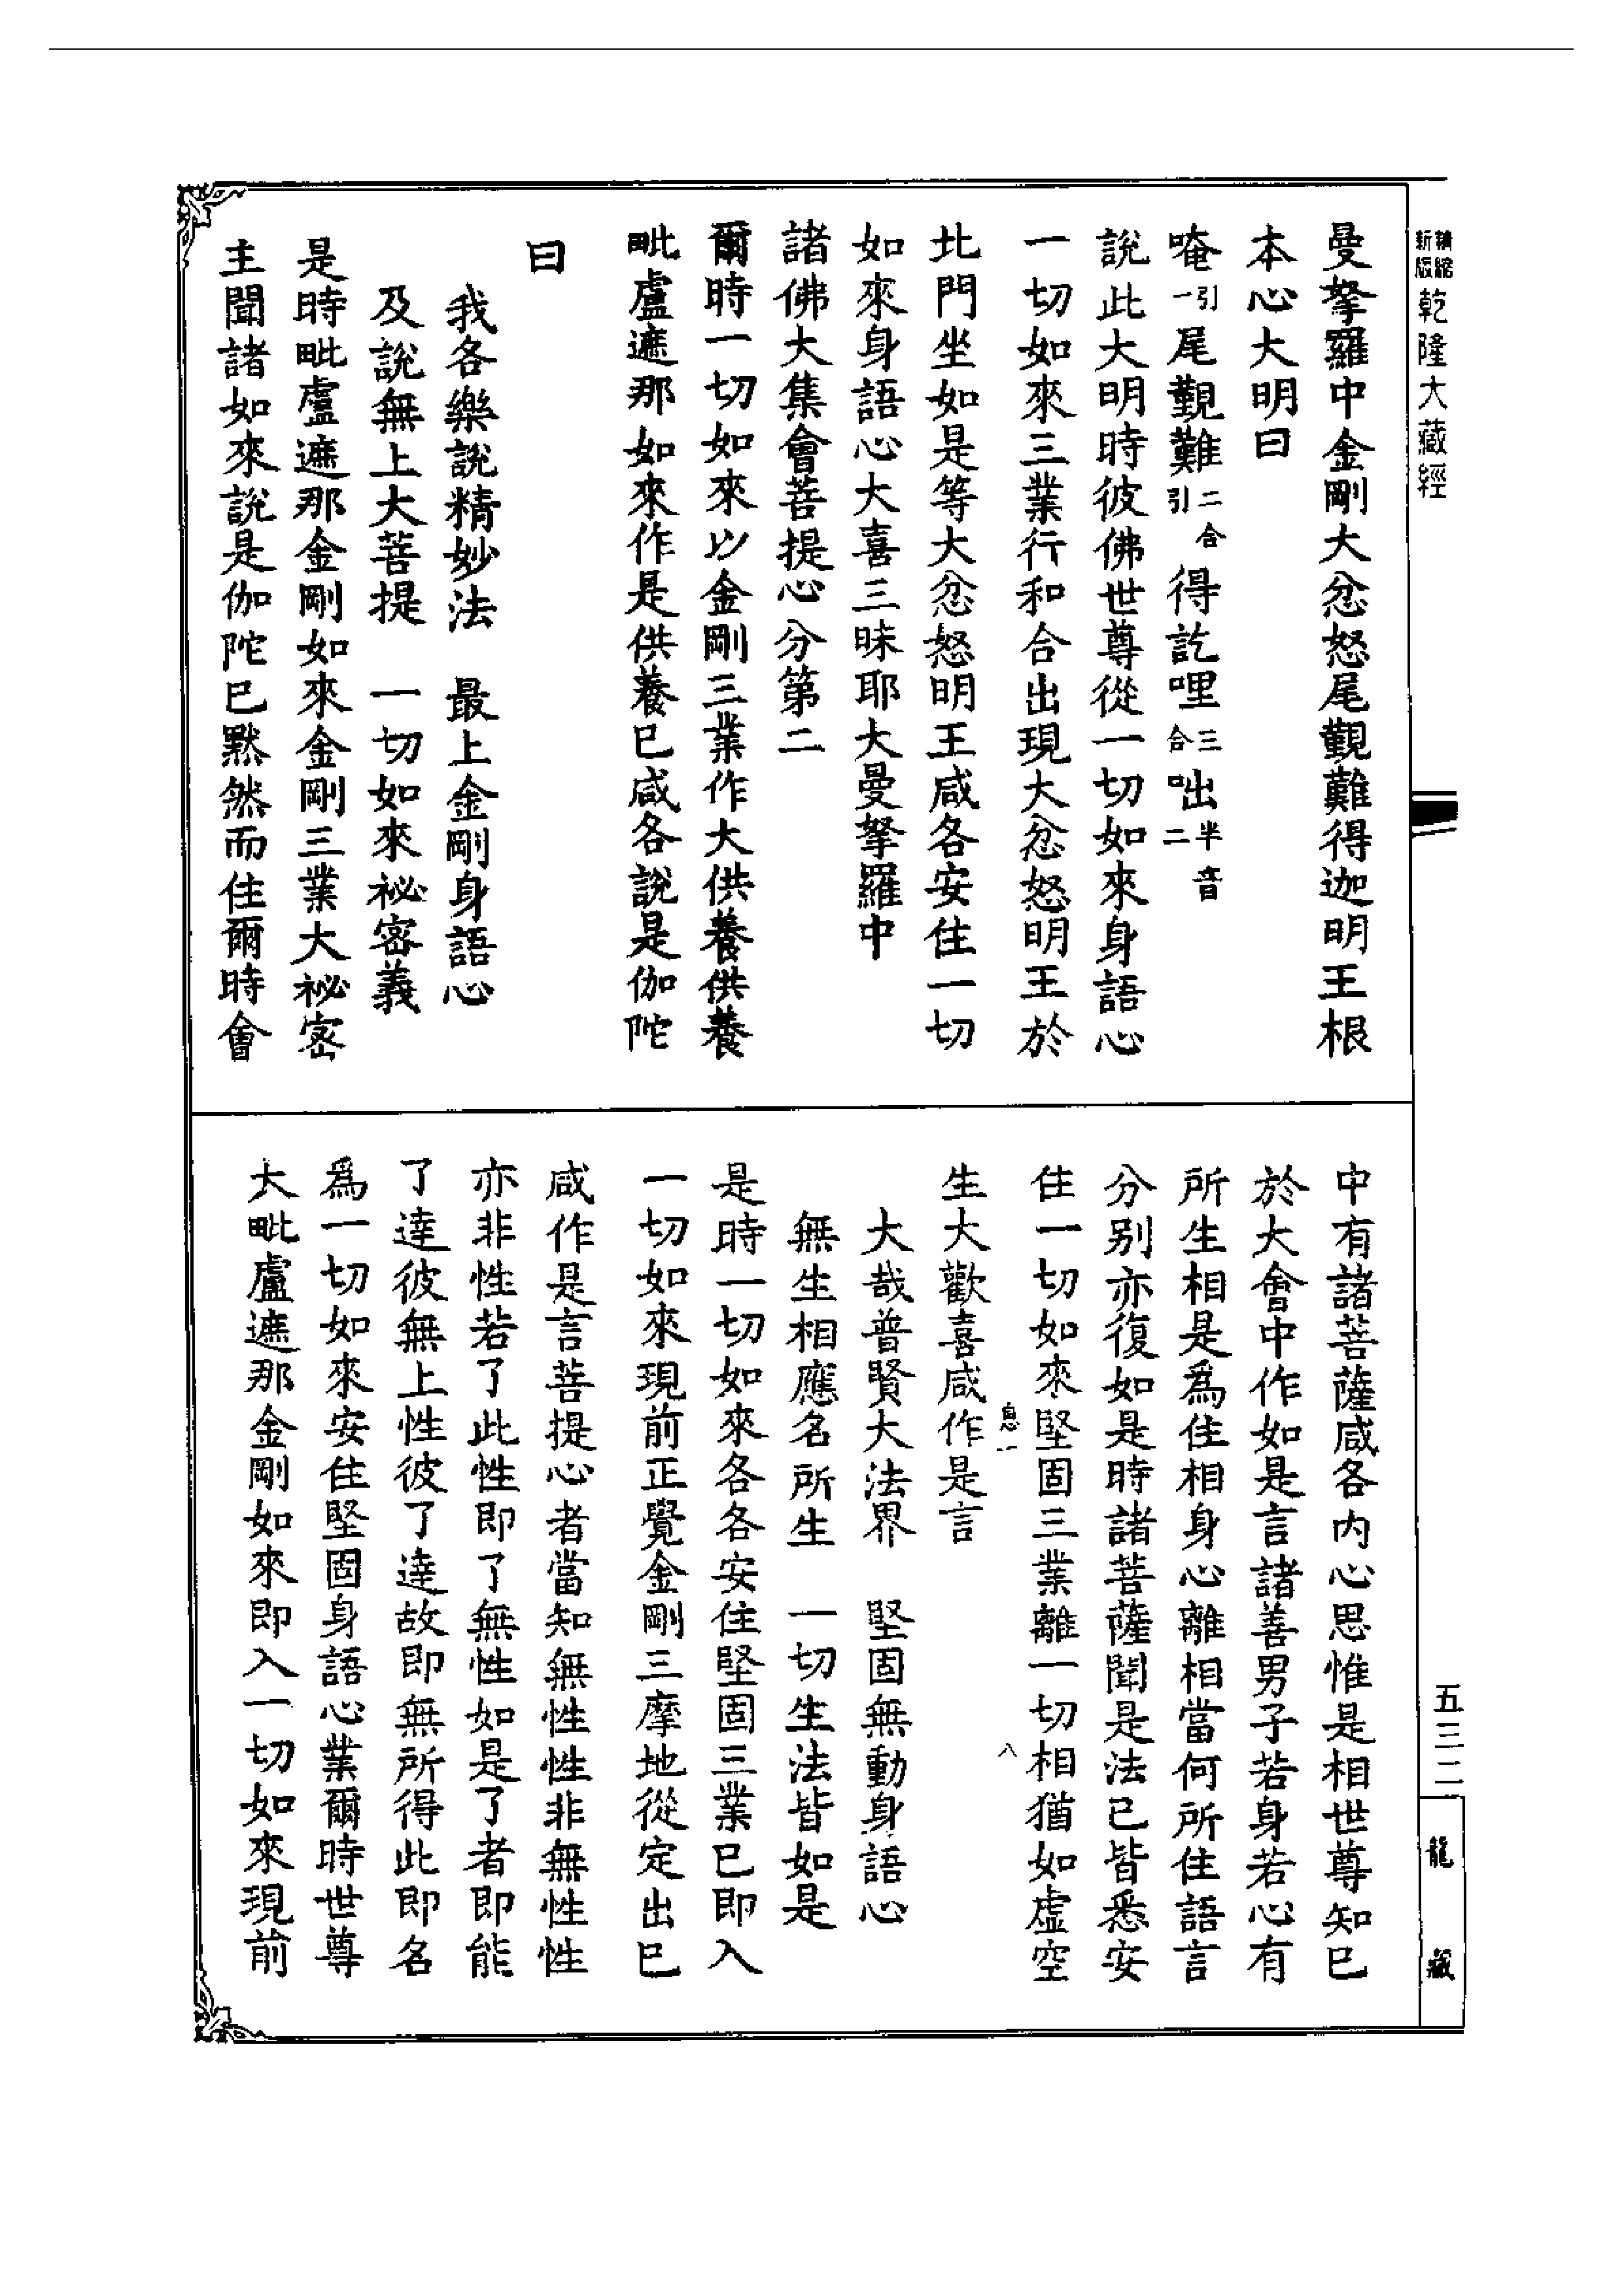 精縮新版乾隆大藏經
曼拏羅中金剛大忿怒尾覲難得迦明王根
本心大明曰
唵引一尾覲難二合引得訖哩三合咄半音二
說此大明時彼佛世尊從一切如來身語心
一切如來三業行和合出現大忿怒明王於
北門坐如是等大忿怒明王咸各安住一切
如來身語心大喜三昧耶大曼拏羅中
諸佛大集會菩提心分第二
爾時一切如來以金剛三業作大供養供養
毗盧遮那如來作是供養已咸各說是伽陀
曰
我各樂說精妙法　最上金剛身語心
及說無上大菩提　一切如來祕密義
是時毗盧遮那金剛如來金剛三業大祕密
主聞諸如來說是伽陀已默然而住爾時會
中有諸菩薩咸各內心思惟是相世尊知已
於大會中作如是言諸善男子若身若心有
所生相是為住相身心離相當何所住語言
分別亦復如是時諸菩薩聞是法已皆悉安
住一切如來堅固三業離一切相猶如虛空
息一　八
生大歡喜咸作是言
大哉普賢大法界　堅固無動身語心
無生相應名所生　一切生法皆如是
是時一切如來各各安住堅固三業已即入
一切如來現前正覺金剛三摩地從定出已
咸作是言菩提心者當知無性性非無性性
亦非性若了此性即了無性如是了者即能
了達彼無上性彼了達故即無所得此即名
爲一切如來安住堅固身語心業爾時世尊
大毗盧遮那金剛如來即入一切如來現前
五三二
龍藏